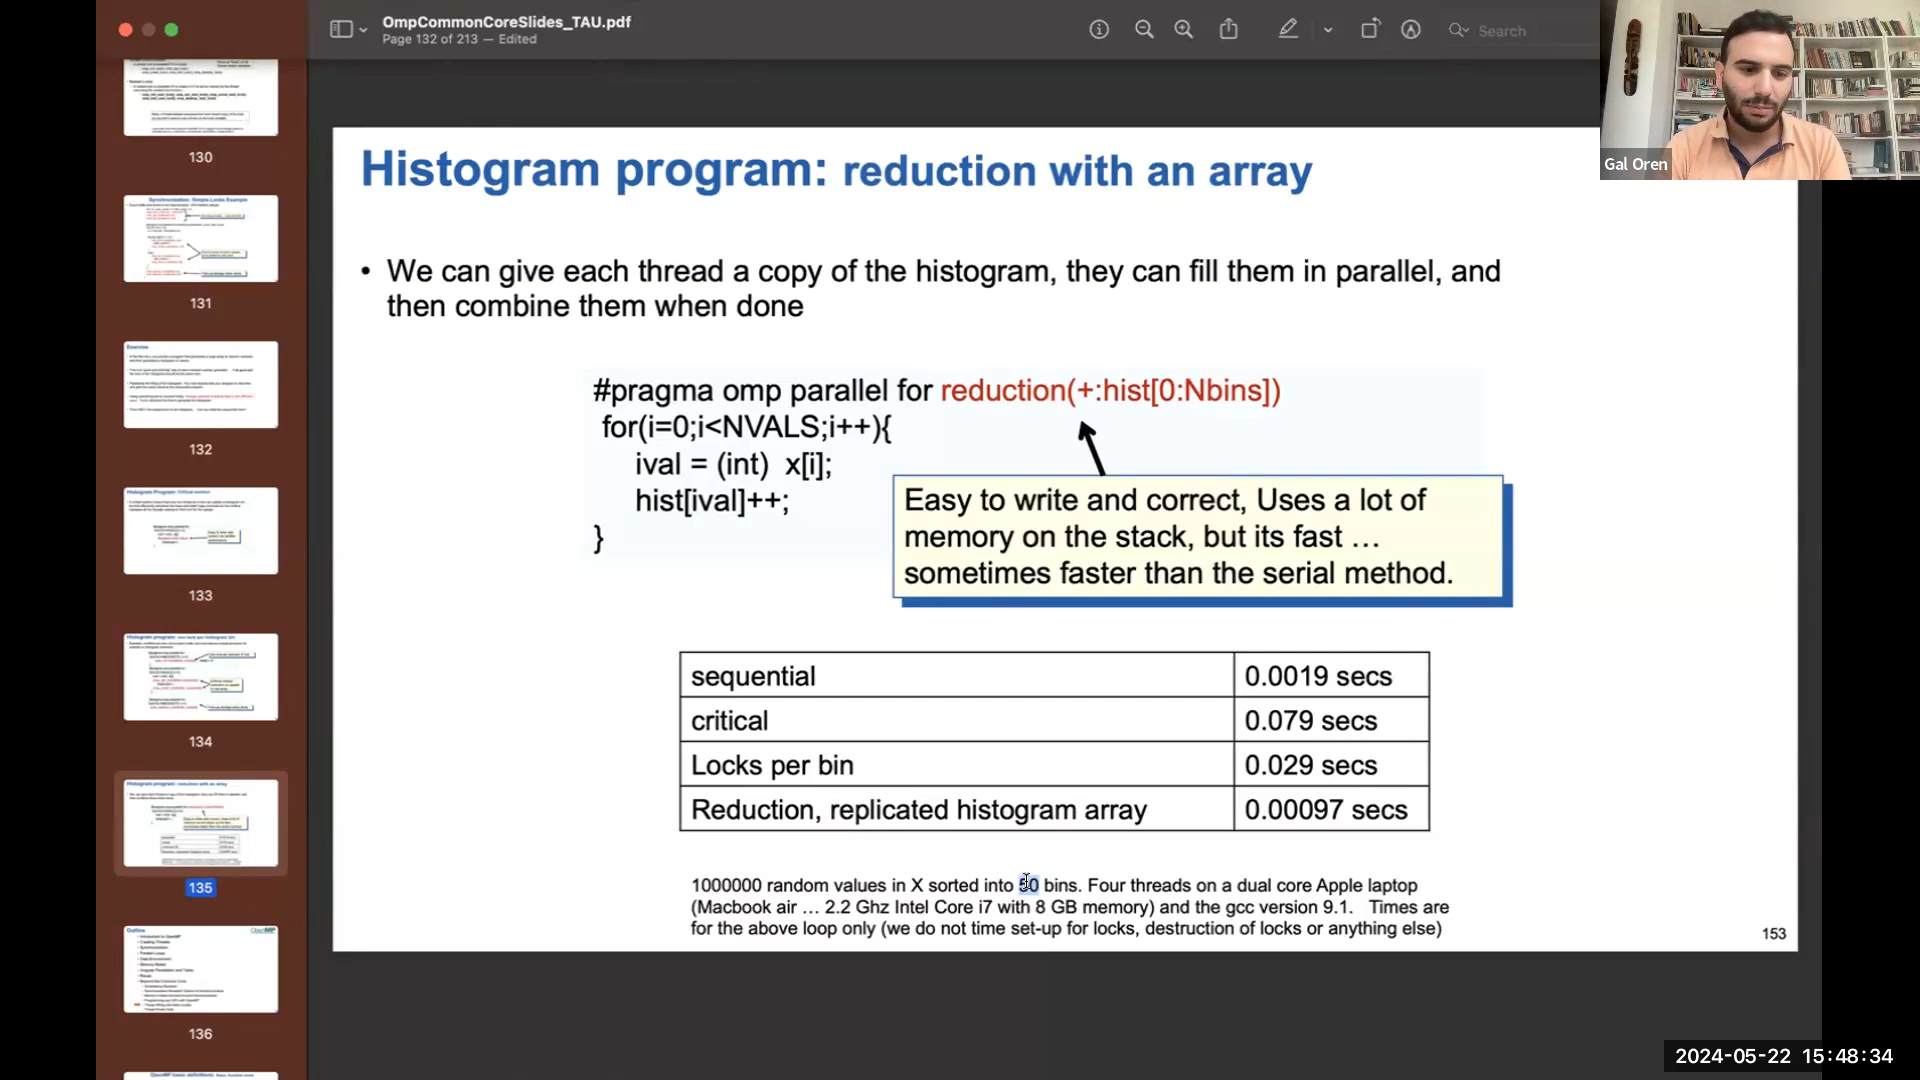 OmpCommonCoreSlides_TAU.pdf
Page 132 of 213 — Edited
Search
Gal Oren
130
131
132
133
134
135
136
Histogram program: reduction with an array
• We can give each thread a copy of the histogram, they can fill them in parallel, and
then combine them when done
#pragma omp parallel for reduction(+:hist[0:Nbins])
for(i=0;i<NVALS;i++){
ival = (int) x[i];
hist[ival]++;
}
Easy to write and correct, Uses a lot of
memory on the stack, but its fast …
sometimes faster than the serial method.
sequential 0.0019 secs
critical 0.079 secs
Locks per bin 0.029 secs
Reduction, replicated histogram array 0.00097 secs
1000000 random values in X sorted into 50 bins. Four threads on a dual core Apple laptop
(Macbook air … 2.2 Ghz Intel Core i7 with 8 GB memory) and the gcc version 9.1. Times are
for the above loop only (we do not time set-up for locks, destruction of locks or anything else)
153
2024-05-22 15:48:34